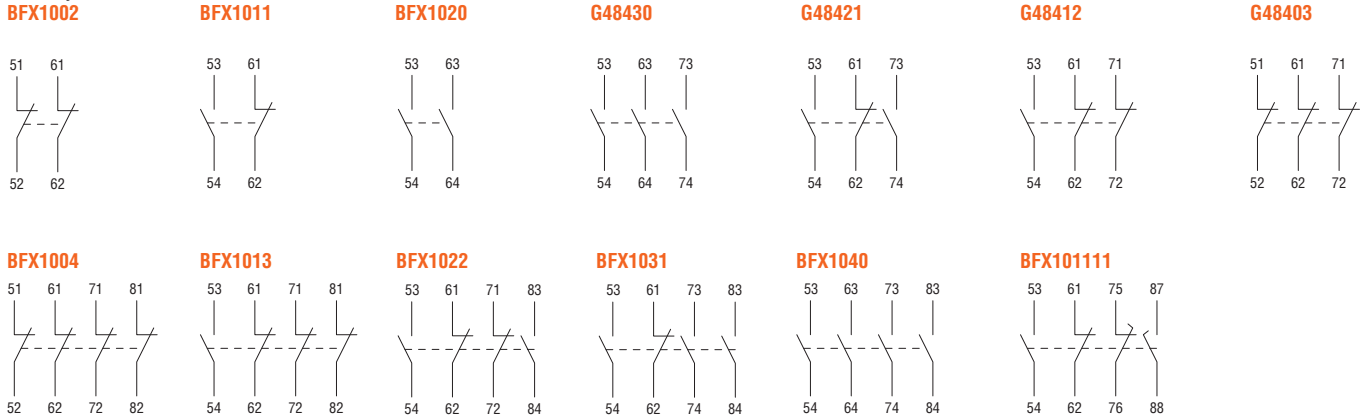 BFX1002 BFX1011 BFX1020 G48430 G48421 G48412 G48403
51 61 53 61 53 63 53 63 73 53 61 73 53 61 71 51 61 71
52 62 54 62 54 64 54 64 74 54 62 74 54 62 72 52 62 72
BFX1004 BFX1013 BFX1022 BFX1031 BFX1040 BFX101111
51 61 71 81 53 61 71 81 53 61 71 83 53 61 73 83 53 63 73 83 53 61 75 87
52 62 72 82 54 62 72 82 54 62 72 84 54 62 74 84 54 64 74 84 54 62 76 88